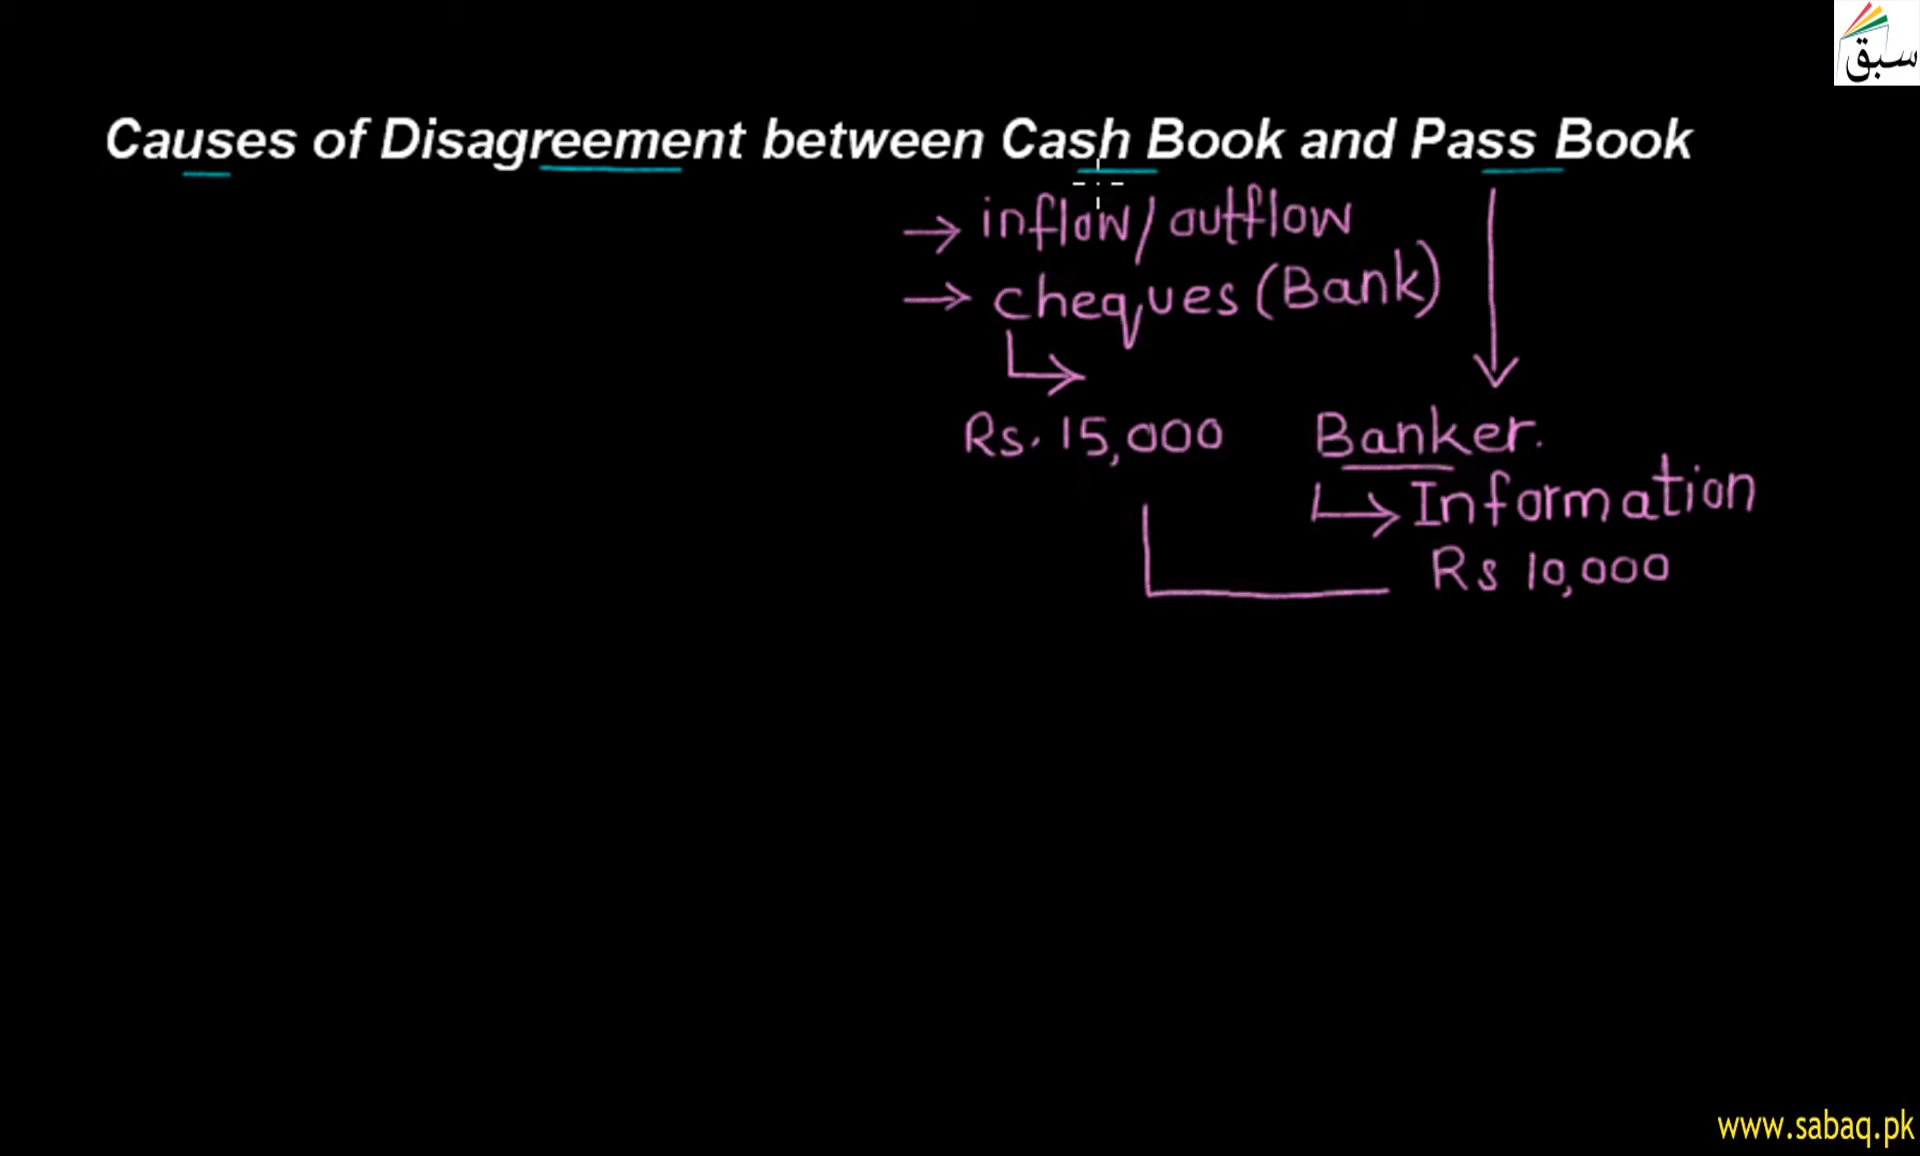 سبق
Causes of Disagreement between Cash Book and Pass Book
→ inflow/outflow
→ cheques (Bank)
Rs. 15,000
Banker.
Information
Rs 10,000
www.sabaq.pk